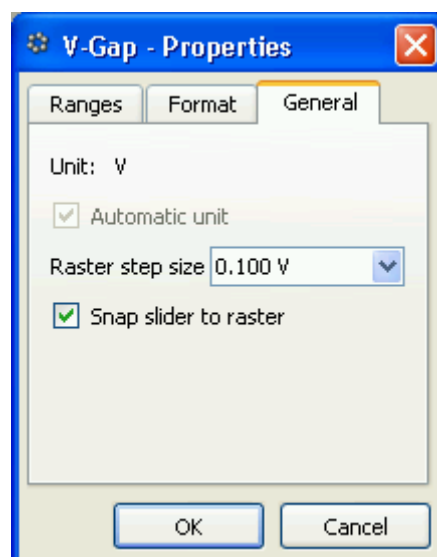 V-Gap - Properties
Ranges Format General
Unit: V
Automatic unit
Raster step size 0.100 V
Snap slider to raster
OK Cancel